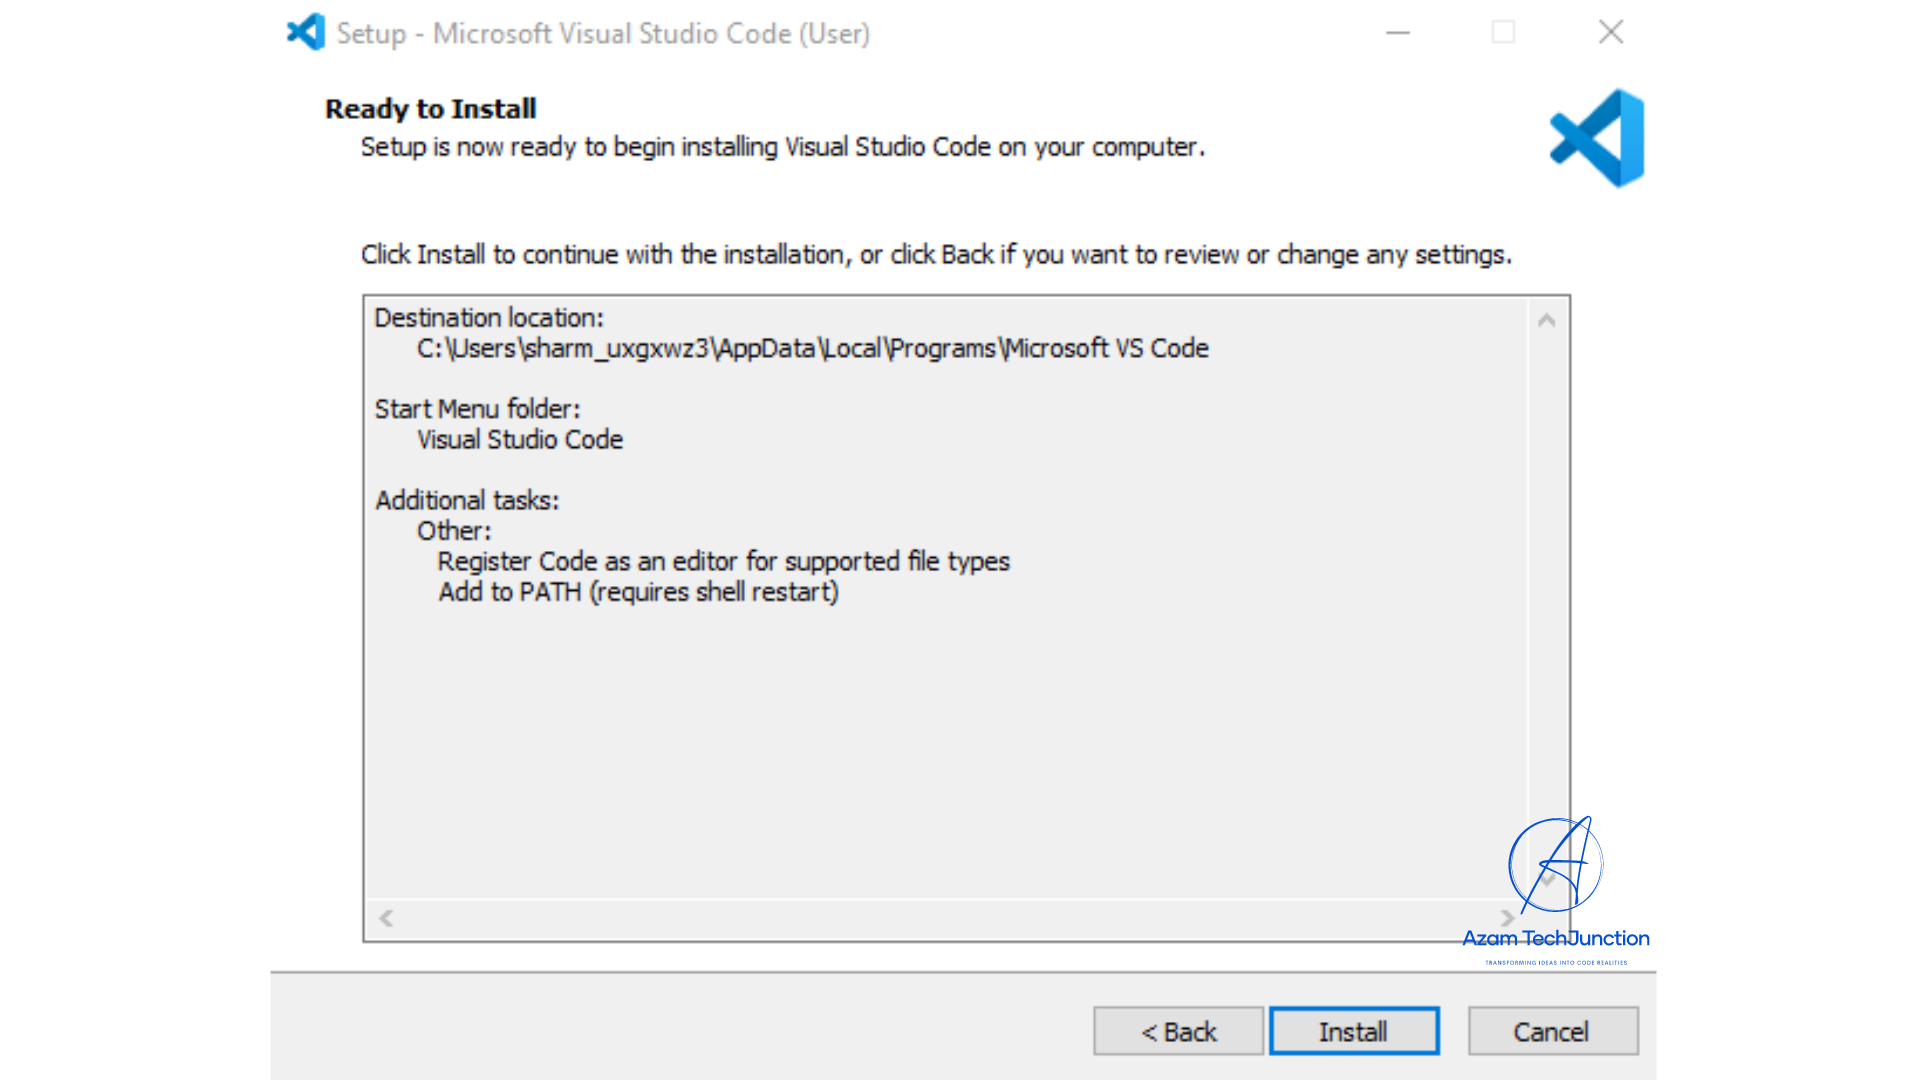 Setup - Microsoft Visual Studio Code (User)
Ready to Install
Setup is now ready to begin installing Visual Studio Code on your computer.
Click Install to continue with the installation, or click Back if you want to review or change any settings.
Destination location:
C:\Users\sharm_uxgxwz3\AppData\Local\Programs\Microsoft VS Code
Start Menu folder:
Visual Studio Code
Additional tasks:
Other:
Register Code as an editor for supported file types
Add to PATH (requires shell restart)
A
Azam TechJunction
TRANSFORMING IDEAS INTO CODE REALITIES
< Back Install Cancel